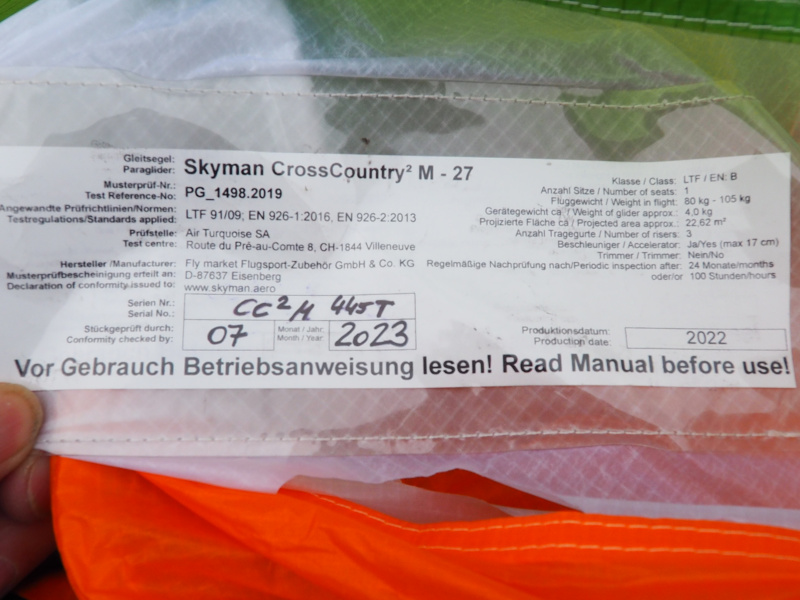 Gleitsegel:
Paraglider: Skyman CrossCountry² M - 27
Musterprüf-Nr.:
Test Reference-No: PG_1498.2019
Angewandte Prüfrichtlinien/Normen:
Testregulations/Standards applied: LTF 91/09; EN 926-1:2016, EN 926-2:2013
Prüfstelle: Air Turquoise SA
Test centre: Route du Pré-au-Comte 8, CH-1844 Villeneuve
Hersteller /Manufacturer: Fly market Flugsport-Zubehör GmbH & Co. KG
Musterprüfbescheinigung erteilt an: D-87637 Eisenberg
Declaration of conformity issued to: www.skyman.aero
Serien Nr.:
Serial No.: CC²M 445T
Stückgeprüft durch:
Conformity checked by: 07 Monat / Jahr: Month / Year: 2023
Klasse / Class: LTF / EN: B
Anzahl Sitze / Number of seats: 1
Fluggewicht / Weight in flight: 80 kg - 105 kg
Gerätegewicht ca. / Weight of glider approx.: 4,0 kg
Projizierte Fläche ca / Projected area approx.: 22,62 m²
Anzahl Tragegurte / Number of risers: 3
Beschleuniger / Accelerator: Ja/Yes (max 17 cm)
Trimmer / Trimmer: Nein/No
Regelmäßige Nachprüfung nach/Periodic inspection after: 24 Monate/months
oder/or 100 Stunden/hours
Produktionsdatum:
Production date: 2022
Vor Gebrauch Betriebsanweisung lesen! Read Manual before use!